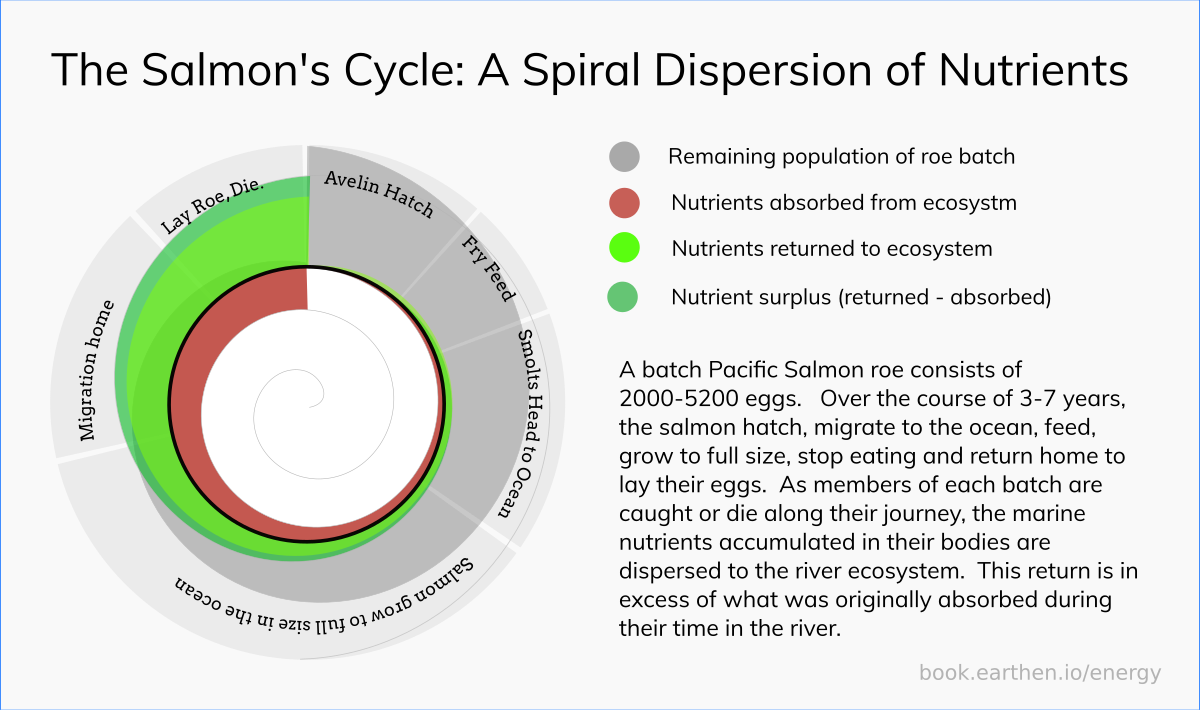 The Salmon's Cycle: A Spiral Dispersion of Nutrients
Lay Roe, Die.
Avelin Hatch
Fry Feed
Smolts Head to Ocean
Salmon grow to full size in the ocean
Migration home
Remaining population of roe batch
Nutrients absorbed from ecosystm
Nutrients returned to ecosystem
Nutrient surplus (returned - absorbed)
A batch Pacific Salmon roe consists of
2000-5200 eggs. Over the course of 3-7 years,
the salmon hatch, migrate to the ocean, feed,
grow to full size, stop eating and return home to
lay their eggs. As members of each batch are
caught or die along their journey, the marine
nutrients accumulated in their bodies are
dispersed to the river ecosystem. This return is in
excess of what was originally absorbed during
their time in the river.
book.earthen.io/energy